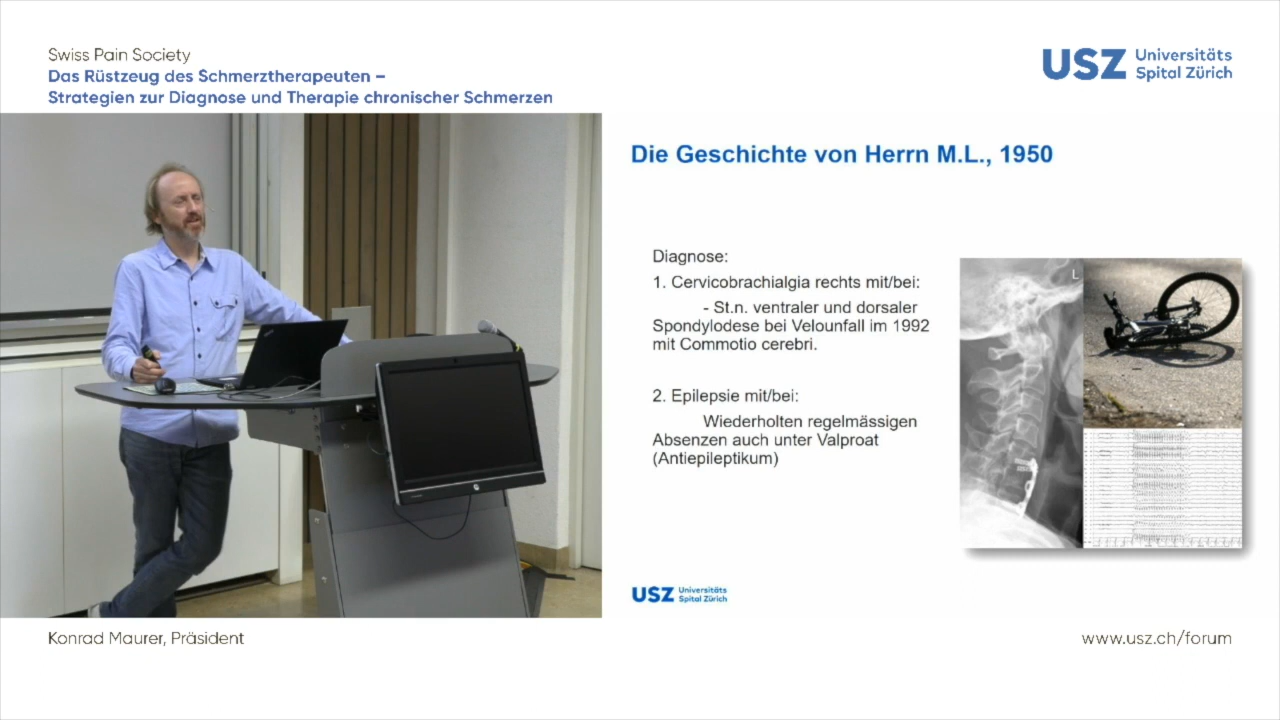 Swiss Pain Society
Das Rüstzeug des Schmerztherapeuten –
Strategien zur Diagnose und Therapie chronischer Schmerzen
USZ Universitäts
Spital Zürich
Die Geschichte von Herrn M.L., 1950
Diagnose:
1. Cervicobrachialgia rechts mit/bei:
- St.n. ventraler und dorsaler
Spondylodese bei Velounfall im 1992
mit Commotio cerebri.
2. Epilepsie mit/bei:
Wiederholten regelmässigen
Absenzen auch unter Valproat
(Antiepileptikum)
L
USZ Universitäts
Spital Zürich
Konrad Maurer, Präsident
www.usz.ch/forum